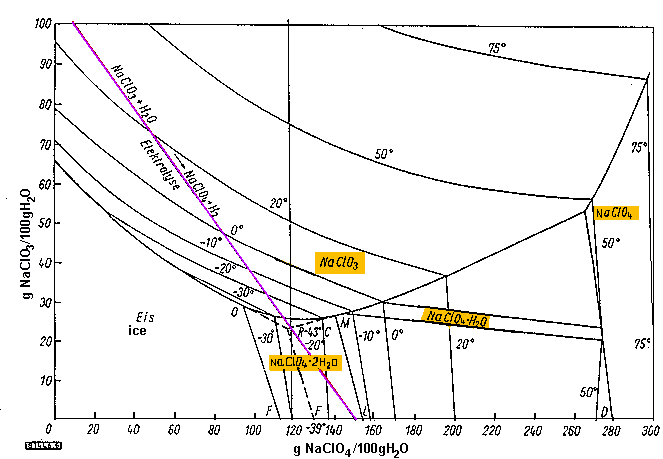 100
90
80
70
60
50
40
30
20
10
0
20
40
60
80
100
120
140
160
180
200
220
240
260
280
300
g NaClO3/100gH2O
g NaClO4/100gH2O
NaClO3+H2O
Elektrolyse
NaClO4+H2
75°
50°
20°
0°
-10°
-20°
-30°
O
NaClO3
NaClO4
75°
50°
NaClO4·H2O
Eis
ice
-30°
R-43°C
-20°
M
-10°
0°
20°
75°
NaClO4·2H2O
50°
F
F
-39°
L
D